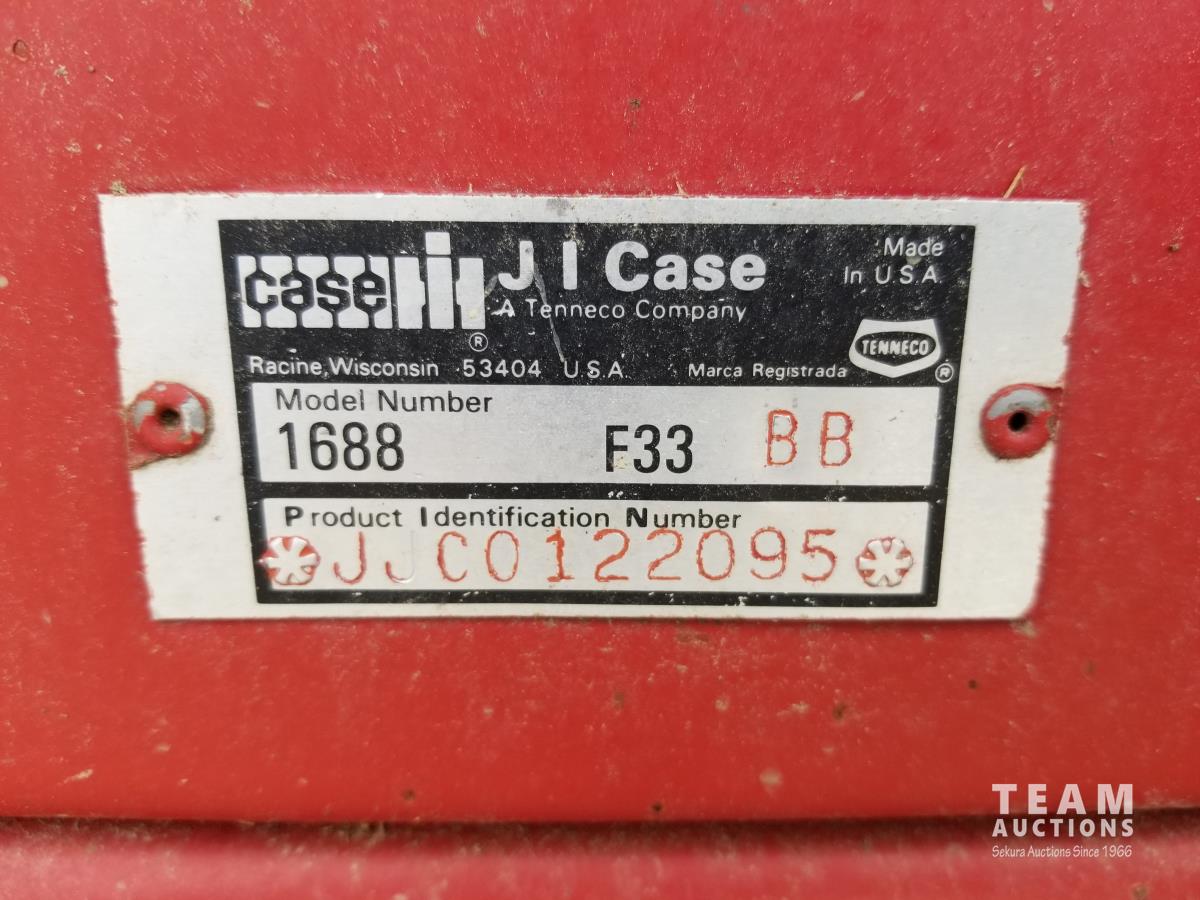 case IH ®
J I Case
A Tenneco Company
Made
In U.S.A.
TENNECO ®
Racine, Wisconsin 53404 U.S.A. Marca Registrada
Model Number
1688 F33 BB
Product Identification Number
*JJC0122095*
TEAM
AUCTIONS
Sekura Auctions Since 1966